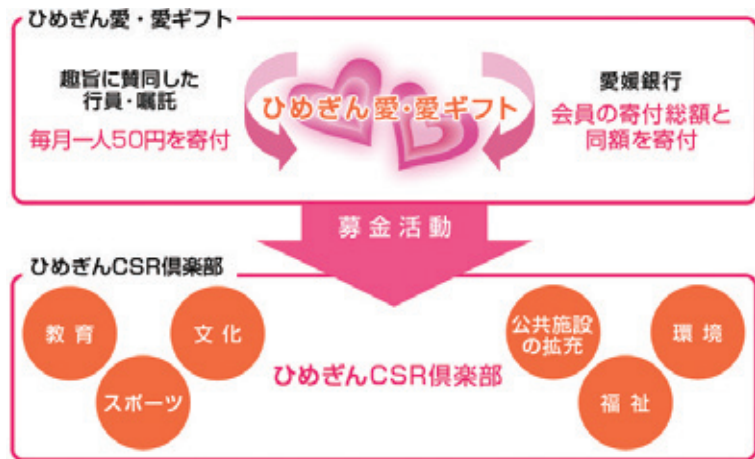 ひめぎん愛・愛ギフト
趣旨に賛同した
行員・嘱託
毎月一人50円を寄付
ひめぎん愛・愛ギフト
愛媛銀行
会員の寄付総額と
同額を寄付
募金活動
ひめぎんCSR倶楽部
教育
文化
スポーツ
ひめぎんCSR倶楽部
公共施設
の拡充
環境
福祉